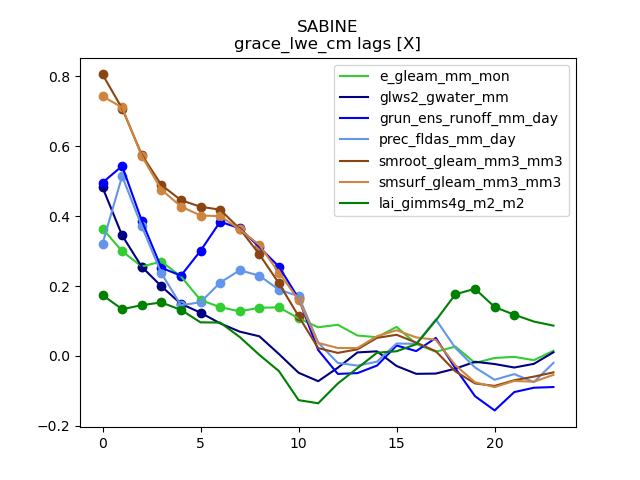 SABINE
grace_lwe_cm lags [X]
e_gleam_mm_mon
glws2_gwater_mm
grun_ens_runoff_mm_day
prec_fldas_mm_day
smroot_gleam_mm3_mm3
smsurf_gleam_mm3_mm3
lai_gimms4g_m2_m2
0.8
0.6
0.4
0.2
0.0
−0.2
0 5 10 15 20